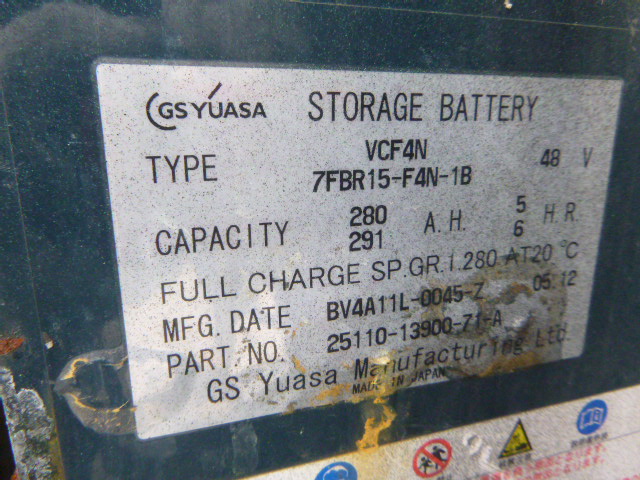 GS YUASA STORAGE BATTERY
TYPE VCF4N 48 V
7FBR15-F4N-1B
CAPACITY 280 A.H. 5 H.R.
291 6
FULL CHARGE SP.GR.1.280 AT20 ℃
MFG. DATE BV4A11L-0045-Z 05.12
PART. NO. 25110-13900-71-A
GS Yuasa Manufacturing Ltd.
MADE IN JAPAN